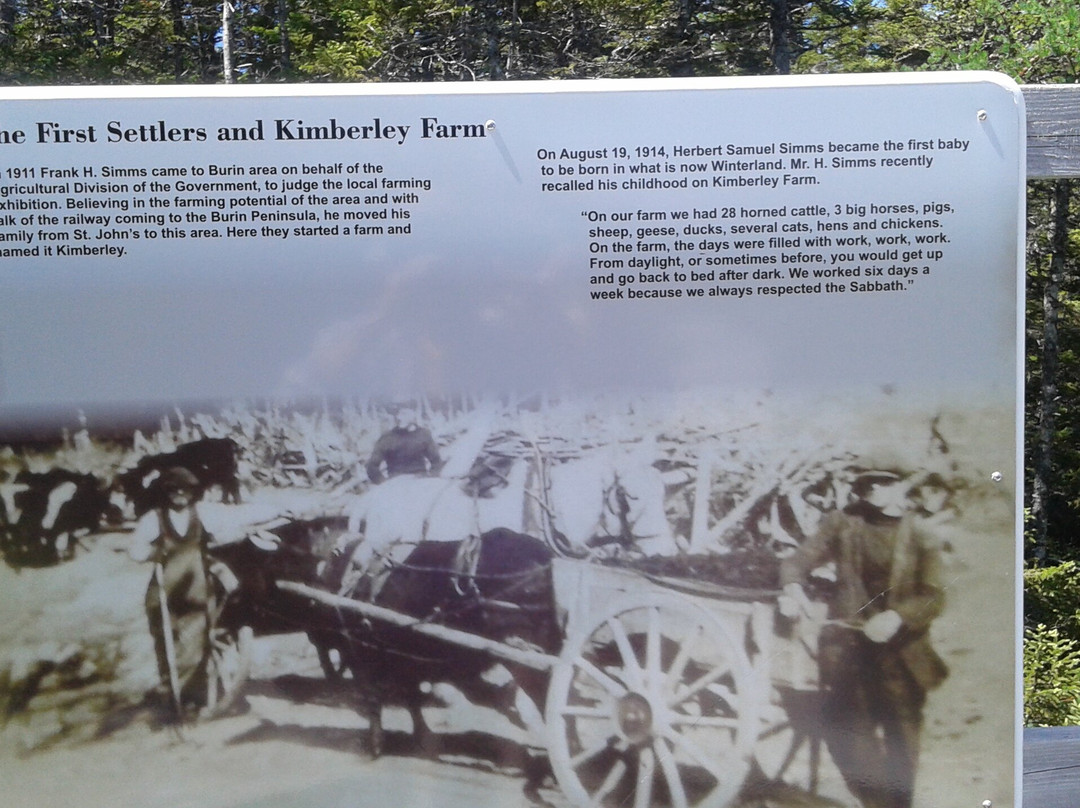 he First Settlers and Kimberley Farm
1911 Frank H. Simms came to Burin area on behalf of the
gricultural Division of the Government, to judge the local farming
xhibition. Believing in the farming potential of the area and with
alk of the railway coming to the Burin Peninsula, he moved his
amily from St. John's to this area. Here they started a farm and
named it Kimberley.
On August 19, 1914, Herbert Samuel Simms became the first baby
to be born in what is now Winterland. Mr. H. Simms recently
recalled his childhood on Kimberley Farm.
“On our farm we had 28 horned cattle, 3 big horses, pigs,
sheep, geese, ducks, several cats, hens and chickens.
On the farm, the days were filled with work, work, work.
From daylight, or sometimes before, you would get up
and go back to bed after dark. We worked six days a
week because we always respected the Sabbath.”